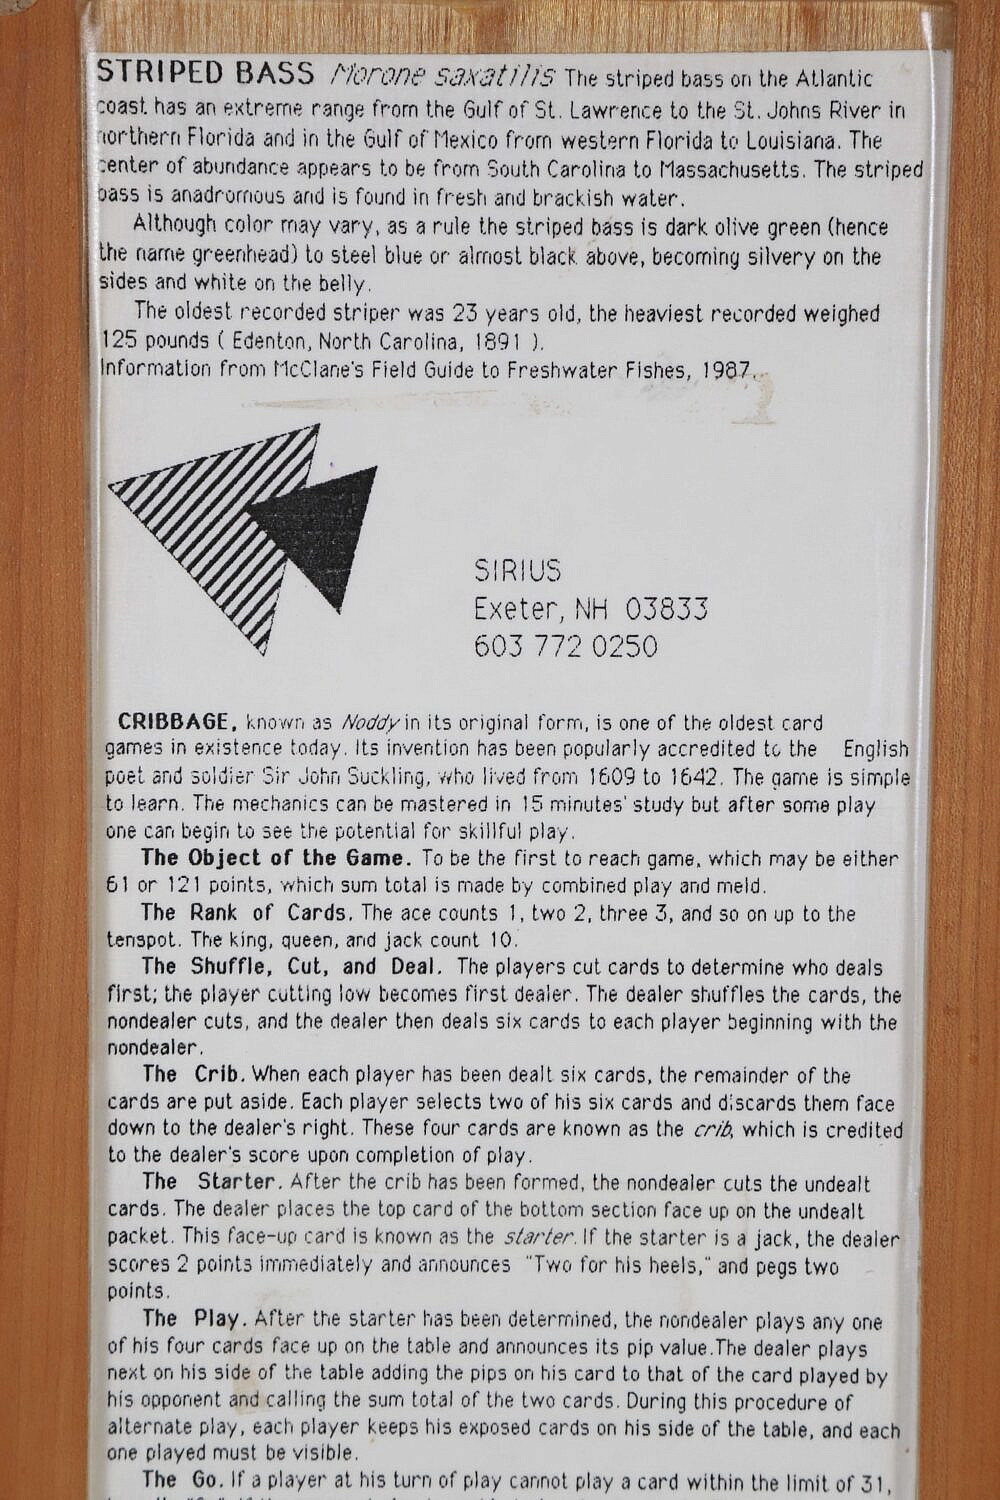 STRIPED BASS Morone saxatilis The striped bass on the Atlantic
coast has an extreme range from the Gulf of St. Lawrence to the St. Johns River in
northern Florida and in the Gulf of Mexico from western Florida to Louisiana. The
center of abundance appears to be from South Carolina to Massachusetts. The striped
bass is anadromous and is found in fresh and brackish water.
Although color may vary, as a rule the striped bass is dark olive green (hence
the name greenhead) to steel blue or almost black above, becoming silvery on the
sides and white on the belly.
The oldest recorded striper was 23 years old, the heaviest recorded weighed
125 pounds ( Edenton, North Carolina, 1891 ).
Information from McClane's Field Guide to Freshwater Fishes, 1987.
SIRIUS
Exeter, NH 03833
603 772 0250
CRIBBAGE, known as Noddy in its original form, is one of the oldest card
games in existence today. Its invention has been popularly accredited to the English
poet and soldier Sir John Suckling, who lived from 1609 to 1642. The game is simple
to learn. The mechanics can be mastered in 15 minutes' study but after some play
one can begin to see the potential for skillful play.
The Object of the Game. To be the first to reach game, which may be either
61 or 121 points, which sum total is made by combined play and meld.
The Rank of Cards. The ace counts 1, two 2, three 3, and so on up to the
tenspot. The king, queen, and jack count 10.
The Shuffle, Cut, and Deal. The players cut cards to determine who deals
first; the player cutting low becomes first dealer. The dealer shuffles the cards, the
nondealer cuts, and the dealer then deals six cards to each player beginning with the
nondealer.
The Crib. When each player has been dealt six cards, the remainder of the
cards are put aside. Each player selects two of his six cards and discards them face
down to the dealer's right. These four cards are known as the crib, which is credited
to the dealer's score upon completion of play.
The Starter. After the crib has been formed, the nondealer cuts the undealt
cards. The dealer places the top card of the bottom section face up on the undealt
packet. This face-up card is known as the starter. If the starter is a jack, the dealer
scores 2 points immediately and announces "Two for his heels," and pegs two
points.
The Play. After the starter has been determined, the nondealer plays any one
of his four cards face up on the table and announces its pip value.The dealer plays
next on his side of the table adding the pips on his card to that of the card played by
his opponent and calling the sum total of the two cards. During this procedure of
alternate play, each player keeps his exposed cards on his side of the table, and each
one played must be visible.
The Go. If a player at his turn of play cannot play a card within the limit of 31,